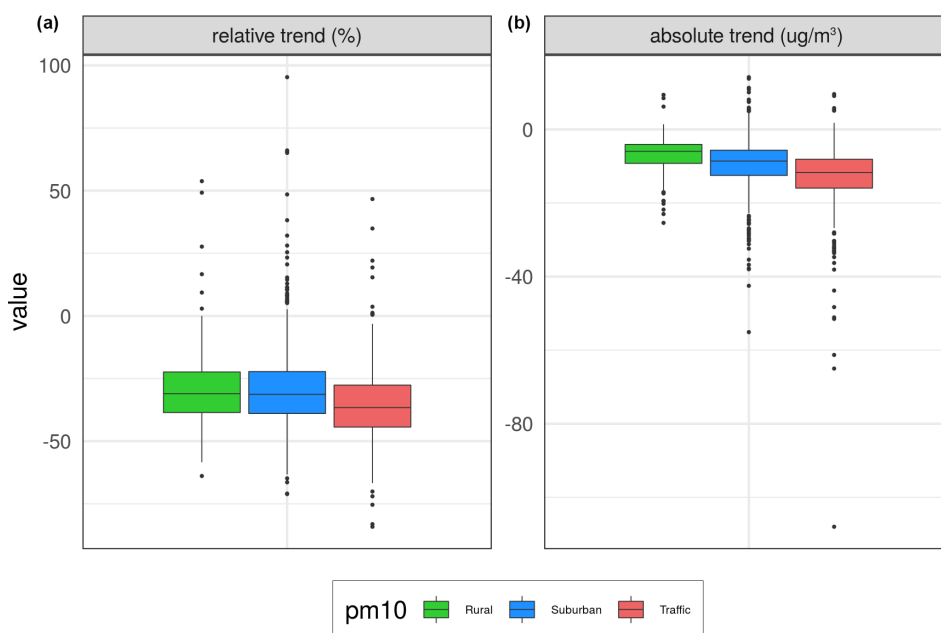 (a)
relative trend (%)
(b)
absolute trend (ug/m³)
value
100
50
0
-50
0
-40
-80
pm10 Rural Suburban Traffic